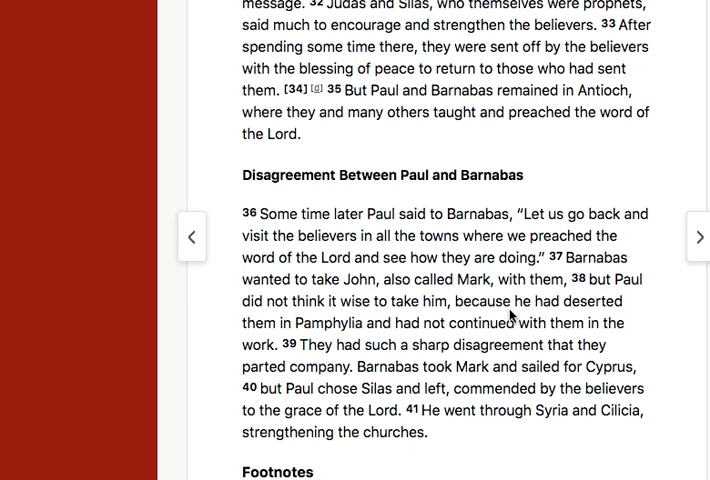 message. 32 Judas and Silas, who themselves were prophets,
said much to encourage and strengthen the believers. 33 After
spending some time there, they were sent off by the believers
with the blessing of peace to return to those who had sent
them. [34] [d] 35 But Paul and Barnabas remained in Antioch,
where they and many others taught and preached the word of
the Lord.
Disagreement Between Paul and Barnabas
36 Some time later Paul said to Barnabas, “Let us go back and
visit the believers in all the towns where we preached the
word of the Lord and see how they are doing.” 37 Barnabas
wanted to take John, also called Mark, with them, 38 but Paul
did not think it wise to take him, because he had deserted
them in Pamphylia and had not continued with them in the
work. 39 They had such a sharp disagreement that they
parted company. Barnabas took Mark and sailed for Cyprus,
40 but Paul chose Silas and left, commended by the believers
to the grace of the Lord. 41 He went through Syria and Cilicia,
strengthening the churches.
Footnotes